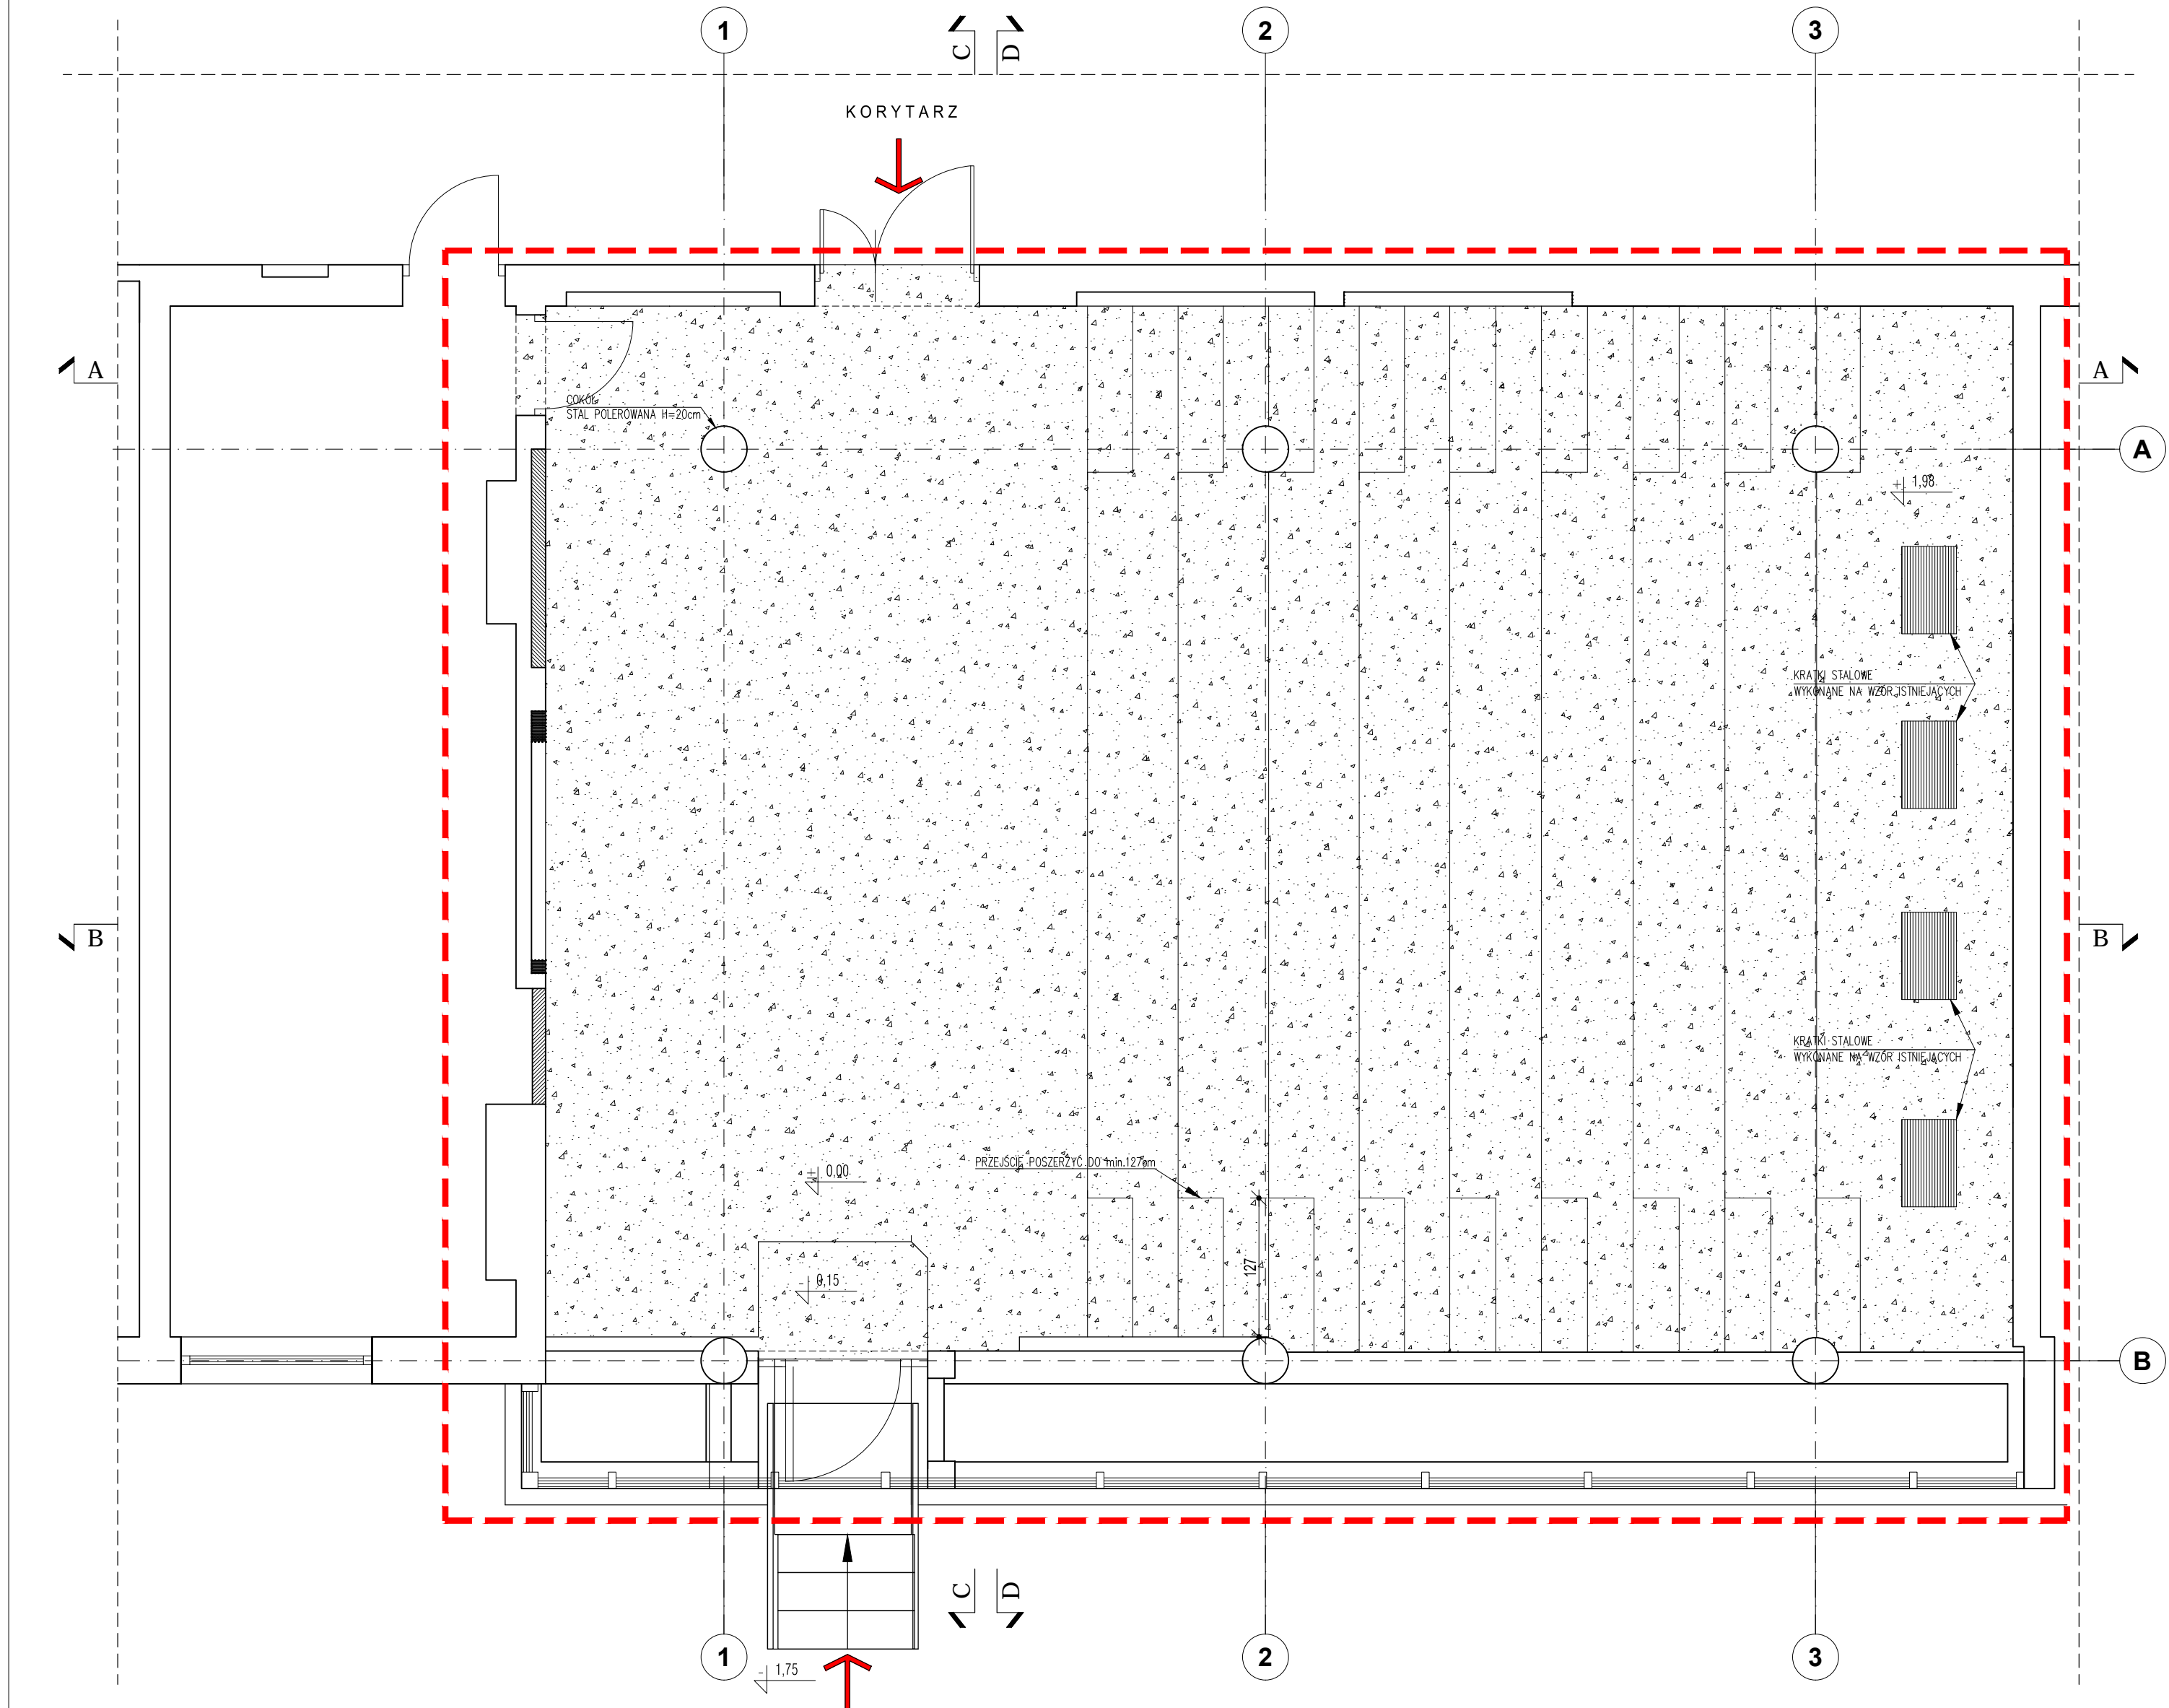 1
C
D
2
3
KORYTARZ
A
A
COKÓŁ
STAL POLEROWANA H=20cm
A
+ 1,98
KRATKI STALOWE
WYKONANE NA WZÓR ISTNIEJĄCYCH
B
B
KRATKI STALOWE
WYKONANE NA WZÓR ISTNIEJĄCYCH
PRZEJŚCIE POSZERZYĆ DO min.127cm
± 0,00
127
- 0,15
B
C
D
1
2
3
- 1,75